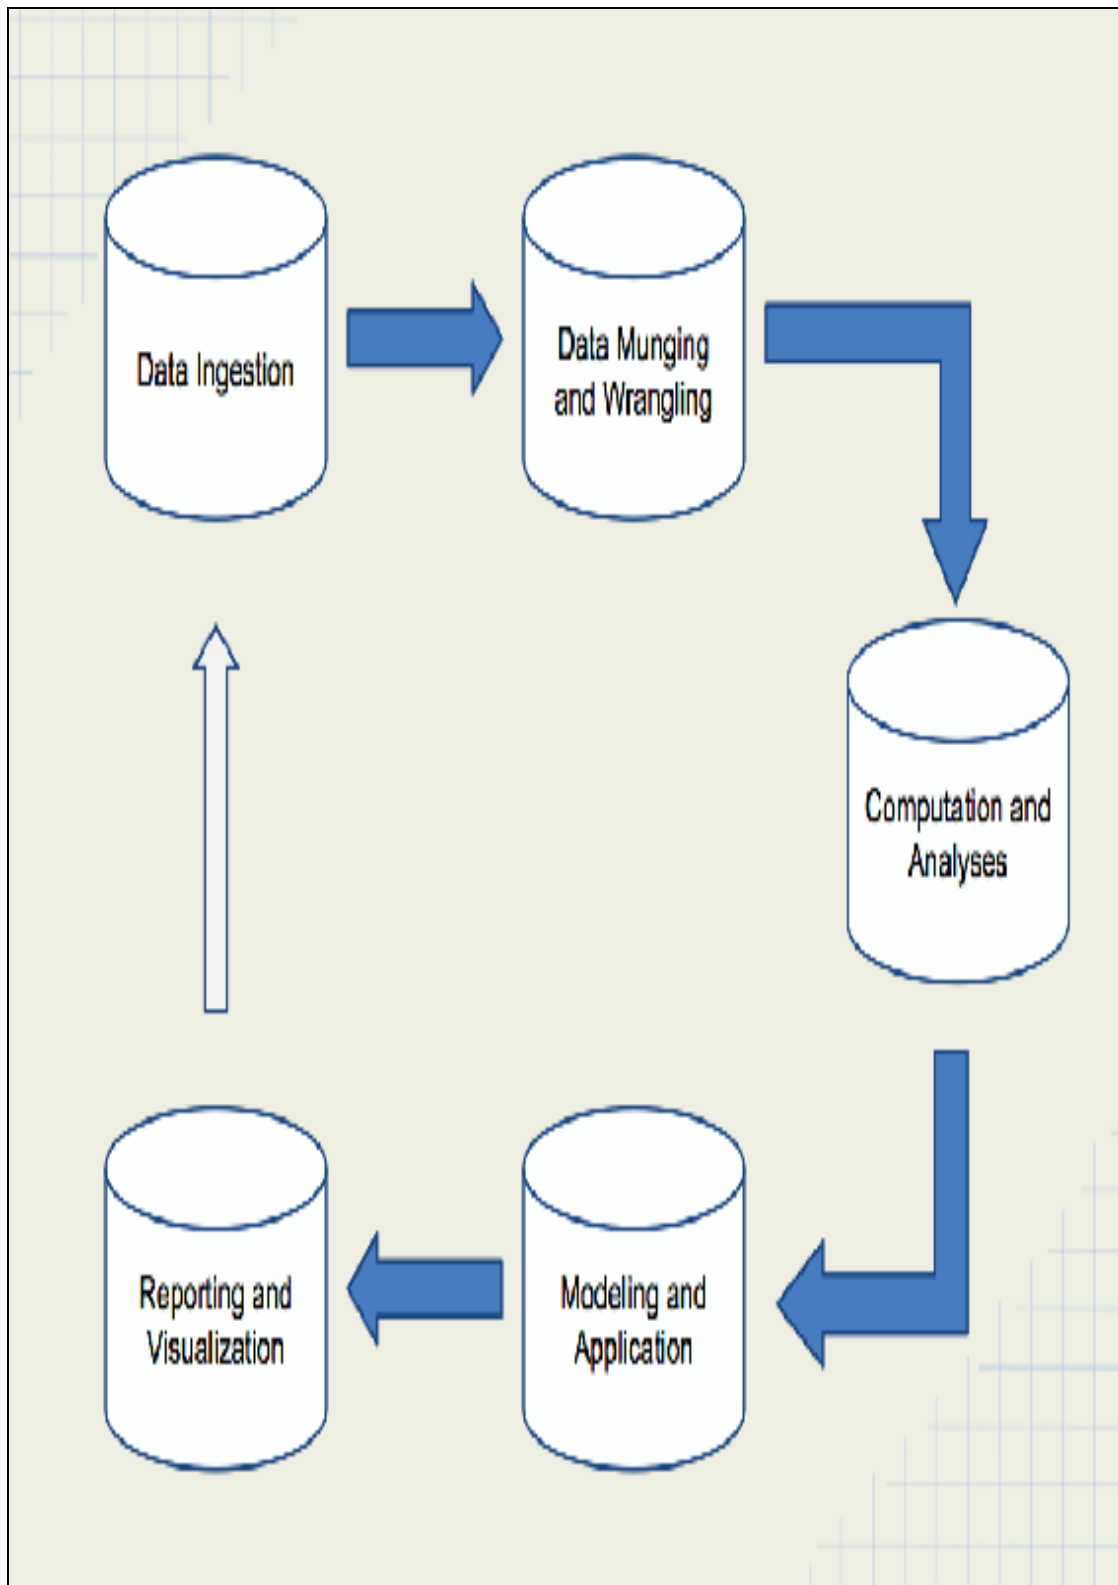 Data Ingestion
Data Munging
and Wrangling
Computation and
Analyses
Modeling and
Application
Reporting and
Visualization